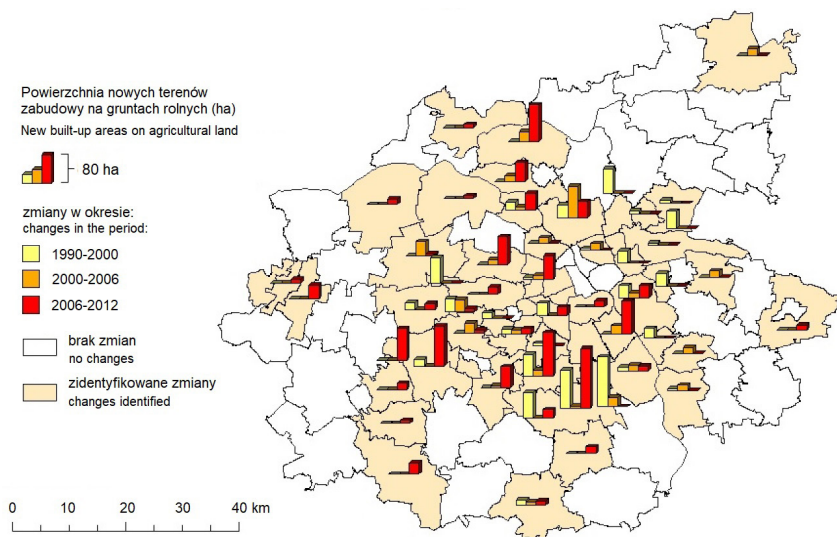 Powierzchnia nowych terenów
zabudowy na gruntach rolnych (ha)
New built-up areas on agricultural land
80 ha
zmiany w okresie:
changes in the period:
1990-2000
2000-2006
2006-2012
brak zmian
no changes
zidentyfikowane zmiany
changes identified
0 10 20 30 40 km